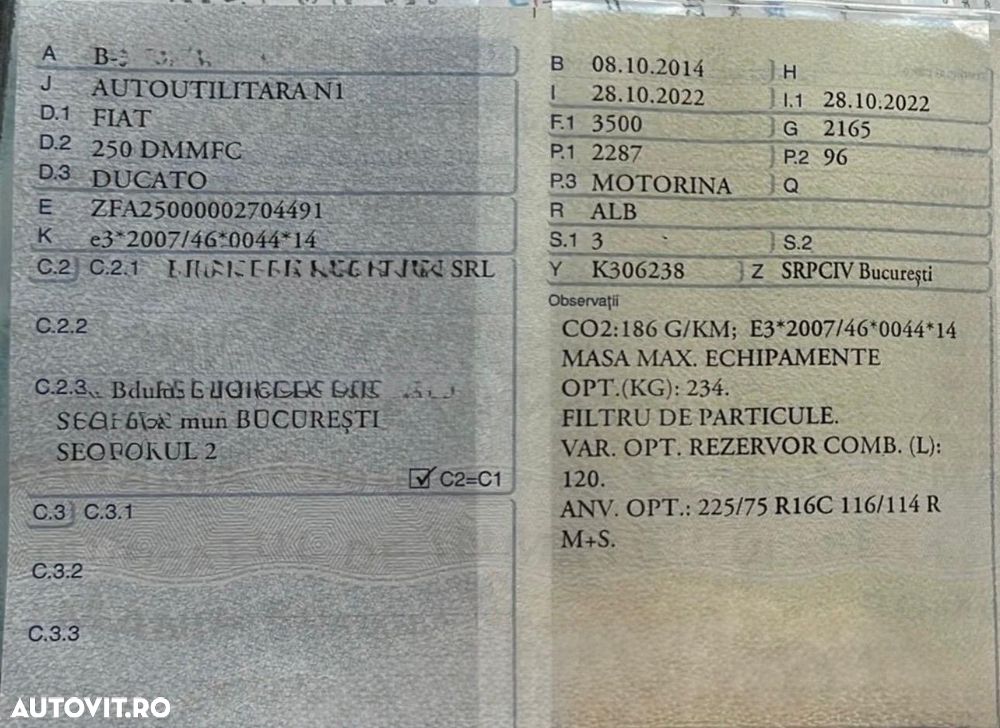 A B-
J AUTOUTILITARA N1
D.1 FIAT
D.2 250 DMMFC
D.3 DUCATO
E ZFA25000002704491
K e3*2007/46*0044*14
C.2 C.2.1 SRL
C.2.2
C.2.3
mun BUCUREȘTI
2
☑ C2=C1
C.3 C.3.1
C.3.2
C.3.3
B 08.10.2014 H
I 28.10.2022 I.1 28.10.2022
F.1 3500 G 2165
P.1 2287 P.2 96
P.3 MOTORINA Q
R ALB
S.1 3 S.2
Y K306238 Z SRPCIV București
Observații
CO2:186 G/KM; E3*2007/46*0044*14
MASA MAX. ECHIPAMENTE
OPT.(KG): 234.
FILTRU DE PARTICULE.
VAR. OPT. REZERVOR COMB. (L):
120.
ANV. OPT.: 225/75 R16C 116/114 R
M+S.
AUTOVIT.RO